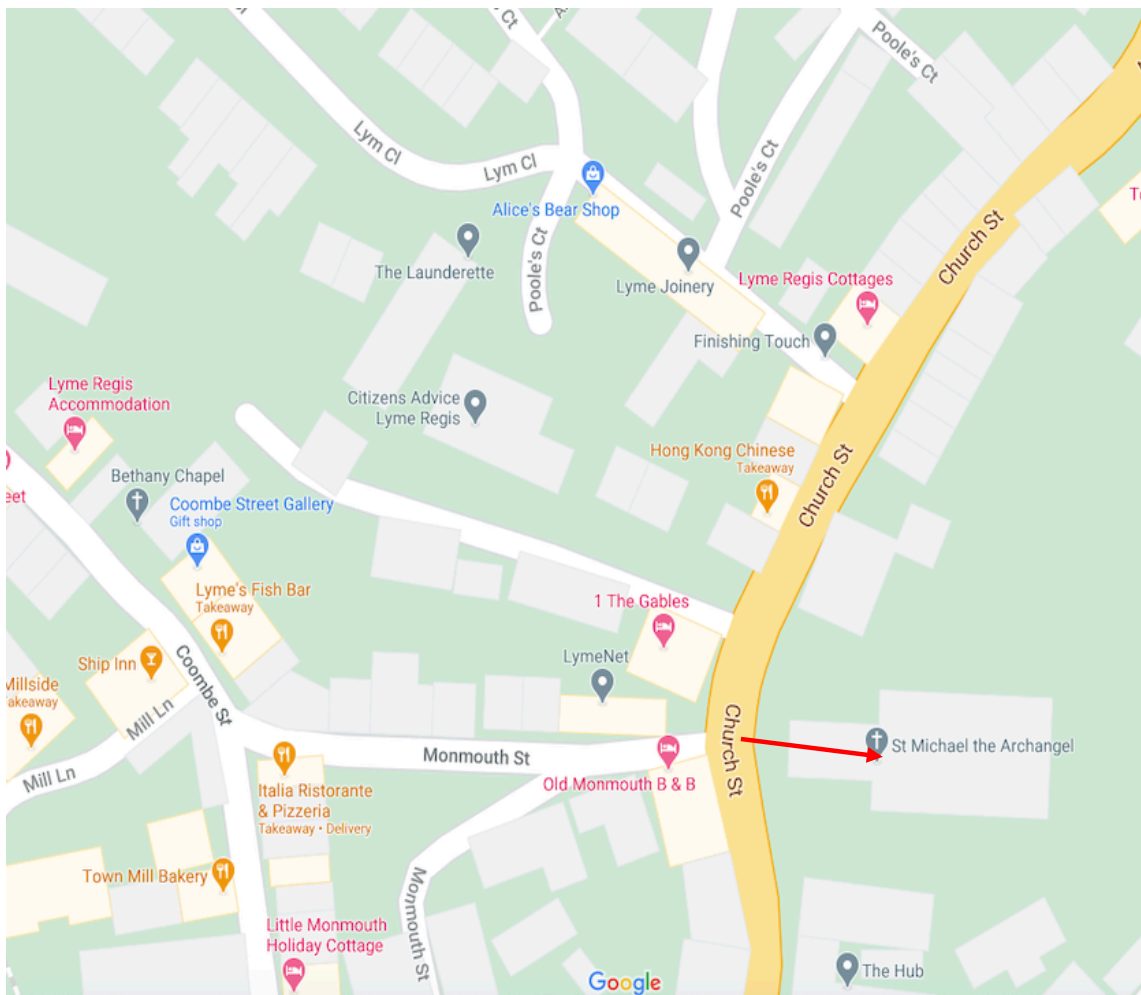 Cl
s Ct
A
Poole's Ct
Lym Cl
Lym Cl
Poole's Ct
Alice's Bear Shop
Church St
Tu
The Launderette
Poole's Ct
Lyme Joinery
Lyme Regis Cottages
Finishing Touch
Lyme Regis
Accommodation
Citizens Advice
Lyme Regis
Hong Kong Chinese
Takeaway
Church St
eet
Bethany Chapel
Coombe Street Gallery
Gift shop
Lyme's Fish Bar
Takeaway
1 The Gables
Ship Inn
Coombe St
LymeNet
Millside
Takeaway
Mill Ln
Church St
St Michael the Archangel
Mill Ln
Monmouth St
Old Monmouth B & B
Italia Ristorante
& Pizzeria
Takeaway • Delivery
Town Mill Bakery
Monmouth St
Little Monmouth
Holiday Cottage
The Hub
Google